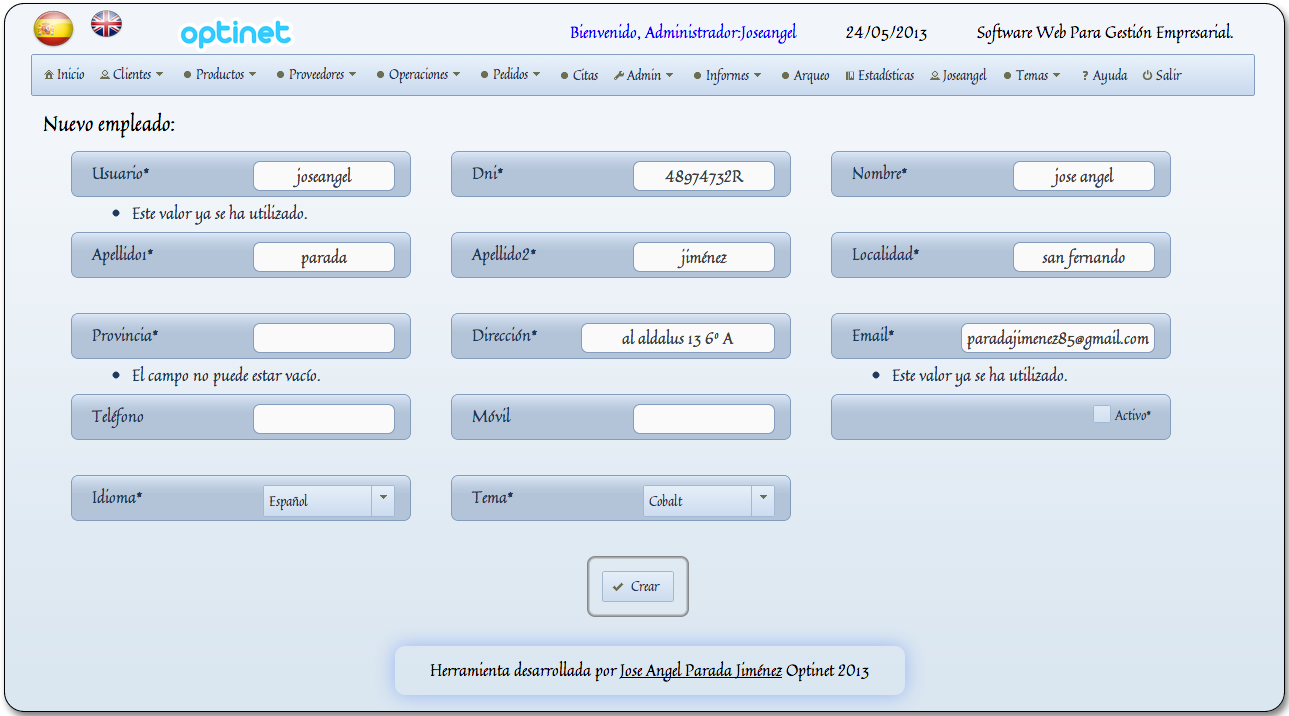 optinet Bienvenido, Administrador:Joseangel 24/05/2013 Software Web Para Gestión Empresarial.
Inicio Clientes Productos Proveedores Operaciones Pedidos Citas Admin Informes Arqueo Estadísticas Joseangel Temas ? Ayuda Salir
Nuevo empleado:
Usuario* joseangel Dni* 48974732R Nombre* jose angel
• Este valor ya se ha utilizado.
Apellido1* parada Apellido2* jiménez Localidad* san fernando
Provincia* Dirección* al aldalus 13 6º A Email* paradajimenez85@gmail.com
• El campo no puede estar vacío. • Este valor ya se ha utilizado.
Teléfono Móvil Activo*
Idioma* Español Tema* Cobalt
Crear
Herramienta desarrollada por Jose Angel Parada Jiménez Optinet 2013